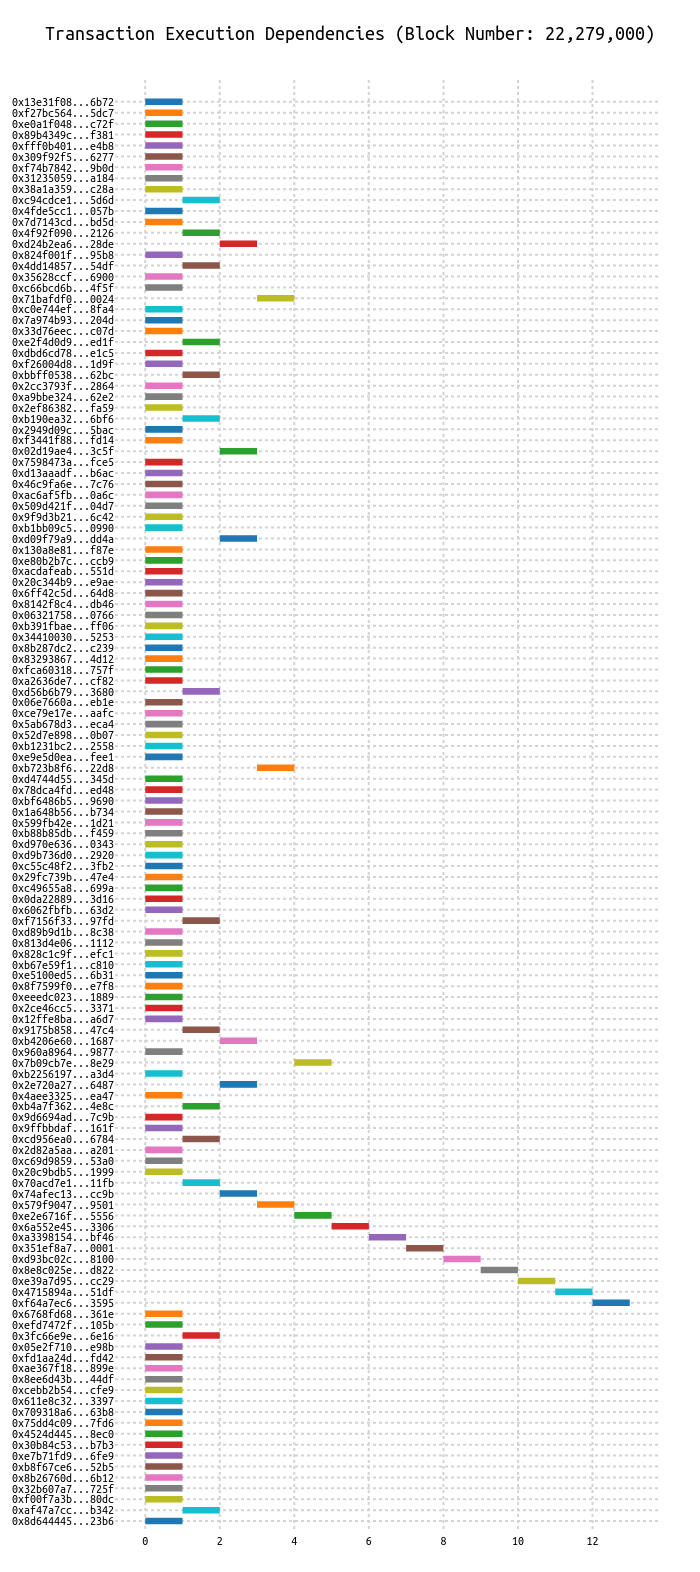 Transaction Execution Dependencies (Block Number: 22,279,000)
0x13e31f08...6b72
0xf27bc564...5dc7
0xe0a1f048...c72f
0x89b4349c...f381
0xfff0b401...e4b8
0x309f92f5...6277
0xf74b7842...9b0d
0x31235059...a184
0x38a1a359...c28a
0xc94cdce1...5d6d
0x4fde5cc1...057b
0x7d7143cd...bd5d
0x4f92f090...2126
0xd24b2ea6...28de
0x824f001f...95b8
0x4dd14857...54df
0x35628ccf...6900
0xc66bcd6b...4f5f
0x71bafdf0...0024
0xc0e744ef...8fa4
0x7a974b93...204d
0x33d76eec...c07d
0xe2f4d0d9...ed1f
0xdbd6cd78...e1c5
0xf26004d8...1d9f
0xbbff0538...62bc
0x2cc3793f...2864
0xa9bbe324...62e2
0x2ef86382...fa59
0xb190ea32...6bf6
0x2949d09c...5bac
0xf3441f88...fd14
0x02d19ae4...3c5f
0x7598473a...fce5
0xd13aaadf...b6ac
0x46c9fa6e...7c76
0xac6af5fb...0a6c
0x509d421f...04d7
0x9f9d3b21...6c42
0xb1bb09c5...0990
0xd09f79a9...dd4a
0x130a8e81...f87e
0xe80b2b7c...ccb9
0xacdafeab...551d
0x20c344b9...e9ae
0x6ff42c5d...64d8
0x8142f8c4...db46
0x06321758...0766
0xb391fbae...ff06
0x34410030...5253
0x8b287dc2...c239
0x83293867...4d12
0xfca60318...757f
0xa2636de7...cf82
0xd56b6b79...3680
0x06e7660a...eb1e
0xce79e17e...aafc
0x5ab678d3...eca4
0x52d7e898...0b07
0xb1231bc2...2558
0xe9e5d0ea...fee1
0xb723b8f6...22d8
0xd4744d55...345d
0x78dca4fd...ed48
0xbf6486b5...9690
0x1a648b56...b734
0x599fb42e...1d21
0xb88b85db...f459
0xd970e636...0343
0xd9b736d0...2920
0xc55c48f2...3fb2
0x29fc739b...47e4
0xc49655a8...699a
0x0da22889...3d16
0x6062fbfb...63d2
0xf7156f33...97fd
0xd89b9d1b...8c38
0x813d4e06...1112
0x828c1c9f...efc1
0xb67e59f1...c810
0xe5100ed5...6b31
0x8f7599f0...e7f8
0xeeedc023...1889
0x2ce46cc5...3371
0x12ffe8ba...a6d7
0x9175b858...47c4
0xb4206e60...1687
0x960a8964...9877
0x7b09cb7e...8e29
0xb2256197...a3d4
0x2e720a27...6487
0x4aee3325...ea47
0xb4a7f362...4e8c
0x9d6694ad...7c9b
0x9ffbbdaf...161f
0xcd956ea0...6784
0x2d82a5aa...a201
0xc69d9859...53a0
0x20c9bdb5...1999
0x70acd7e1...11fb
0x74afec13...cc9b
0x579f9047...9501
0xe2e6716f...5556
0x6a552e45...3306
0xa3398154...bf46
0x351ef8a7...0001
0xd93bc02c...8100
0x8e8c025e...d822
0xe39a7d95...cc29
0x4715894a...51df
0xf64a7ec6...3595
0x6768fd68...361e
0xefd7472f...105b
0x3fc66e9e...6e16
0x05e2f710...e98b
0xfd1aa24d...fd42
0xae367f18...899e
0x8ee6d43b...44df
0xcebb2b54...cfe9
0x611e8c32...3397
0x709318a6...63b8
0x75dd4c09...7fd6
0x4524d445...8ec0
0x30b84c53...b7b3
0xe7b71fd9...6fe9
0xb8f67ce6...52b5
0x8b26760d...6b12
0x32b607a7...725f
0xf00f7a3b...80dc
0xaf47a7cc...b342
0x8d644445...23b6
0 2 4 6 8 10 12